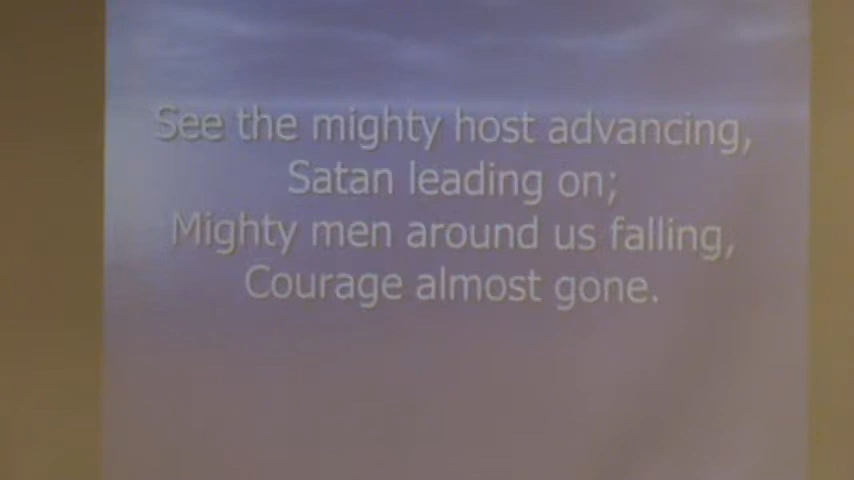 See the mighty host advancing,
Satan leading on;
Mighty men around us falling,
Courage almost gone.